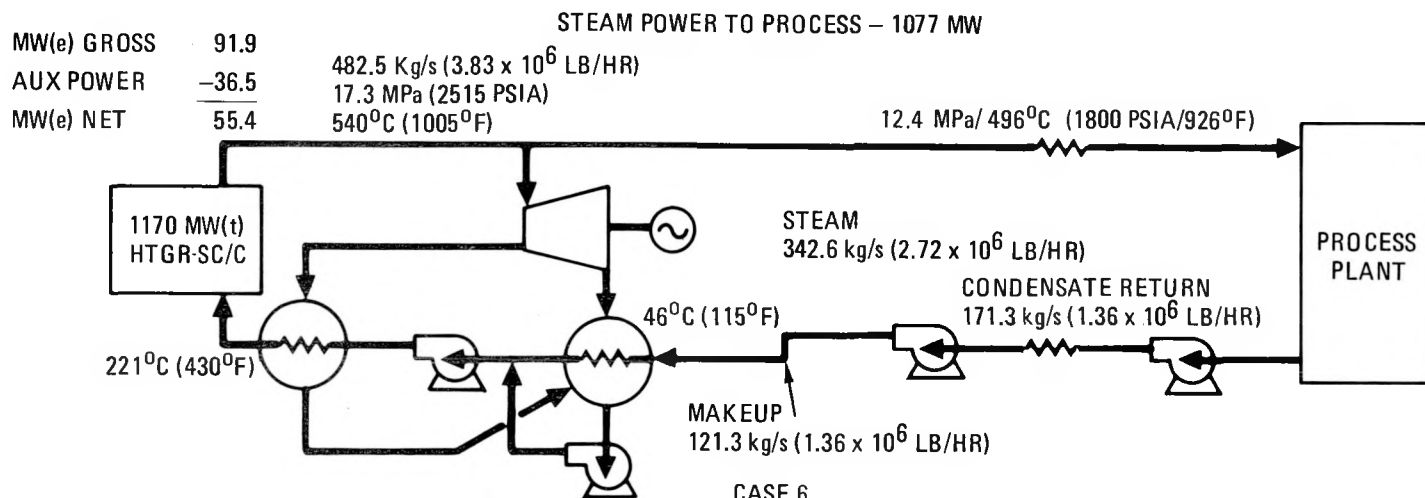 STEAM POWER TO PROCESS – 1077 MW
MW(e) GROSS 91.9
AUX POWER –36.5
MW(e) NET 55.4
482.5 Kg/s (3.83 x 10⁶ LB/HR)
17.3 MPa (2515 PSIA)
540⁰C (1005⁰F)
12.4 MPa/ 496⁰C (1800 PSIA/926⁰F)
1170 MW(t)
HTGR-SC/C
STEAM
342.6 kg/s (2.72 x 10⁶ LB/HR)
PROCESS
PLANT
CONDENSATE RETURN
171.3 kg/s (1.36 x 10⁶ LB/HR)
46⁰C (115⁰F)
221⁰C (430⁰F)
MAKEUP
121.3 kg/s (1.36 x 10⁶ LB/HR)
CASE 6